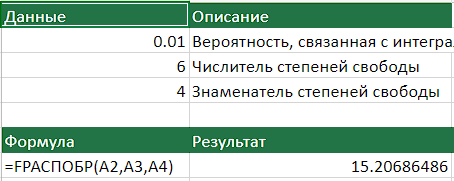 Данные Описание
0.01 Вероятность, связанная с интегра
6 Числитель степеней свободы
4 Знаменатель степеней свободы
Формула Результат
=FРАСПОБР(A2,A3,A4) 15.20686486